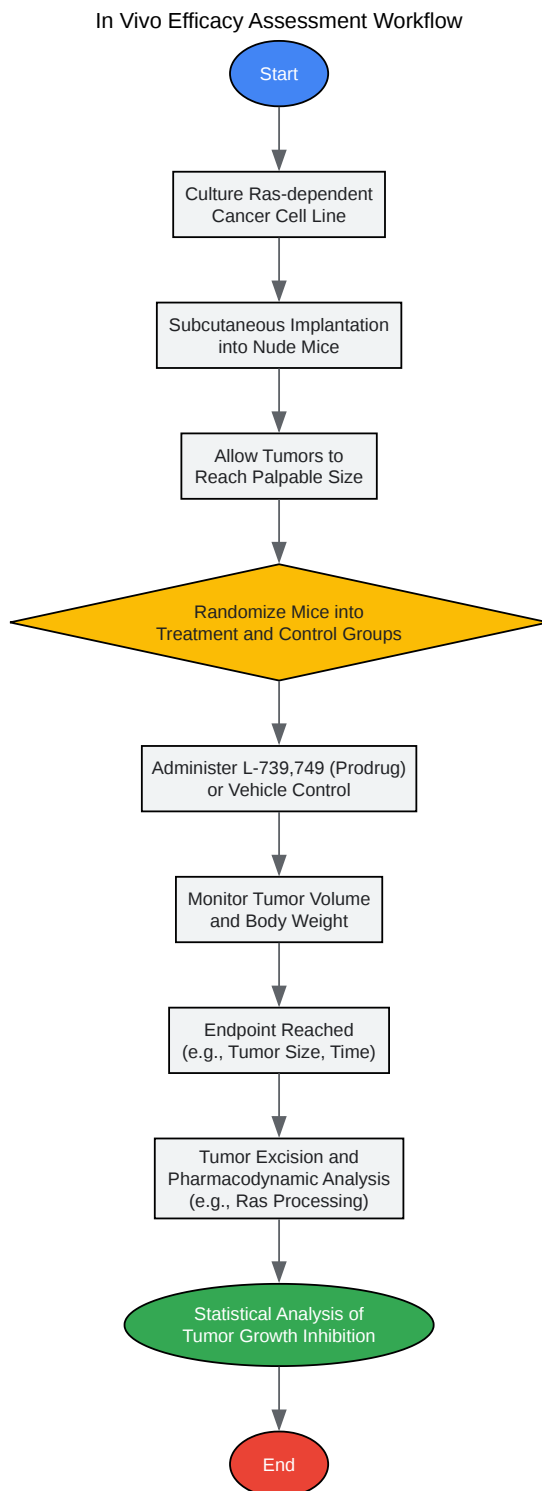 In Vivo Efficacy Assessment Workflow
Start
Culture Ras-dependent
Cancer Cell Line
Subcutaneous Implantation
into Nude Mice
Allow Tumors to
Reach Palpable Size
Randomize Mice into
Treatment and Control Groups
Administer L-739,749 (Prodrug)
or Vehicle Control
Monitor Tumor Volume
and Body Weight
Endpoint Reached
(e.g., Tumor Size, Time)
Tumor Excision and
Pharmacodynamic Analysis
(e.g., Ras Processing)
Statistical Analysis of
Tumor Growth Inhibition
End